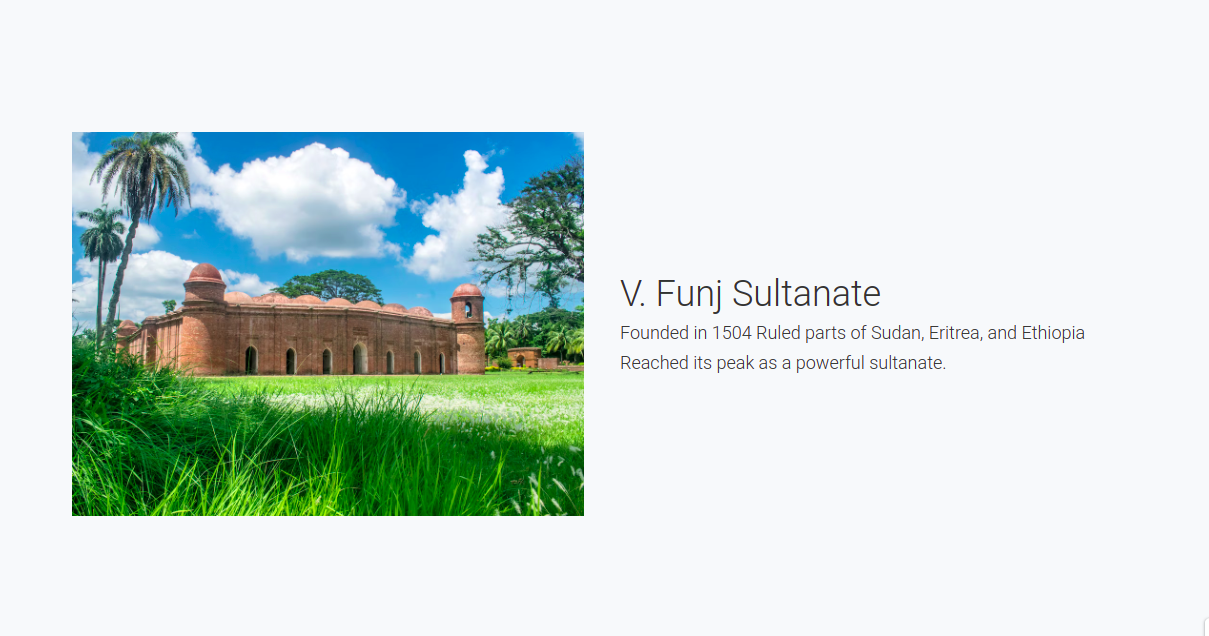 V. Funj Sultanate
Founded in 1504 Ruled parts of Sudan, Eritrea, and Ethiopia
Reached its peak as a powerful sultanate.